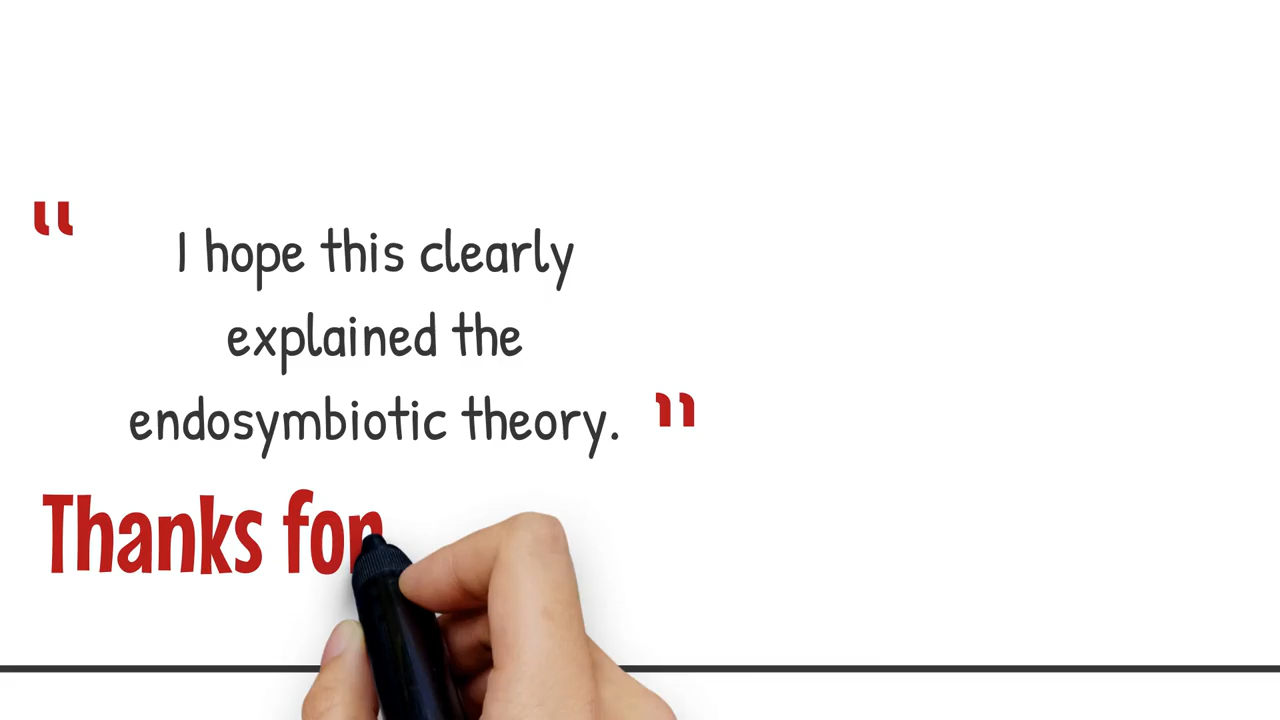 “ I hope this clearly
explained the
endosymbiotic theory. ”
Thanks for